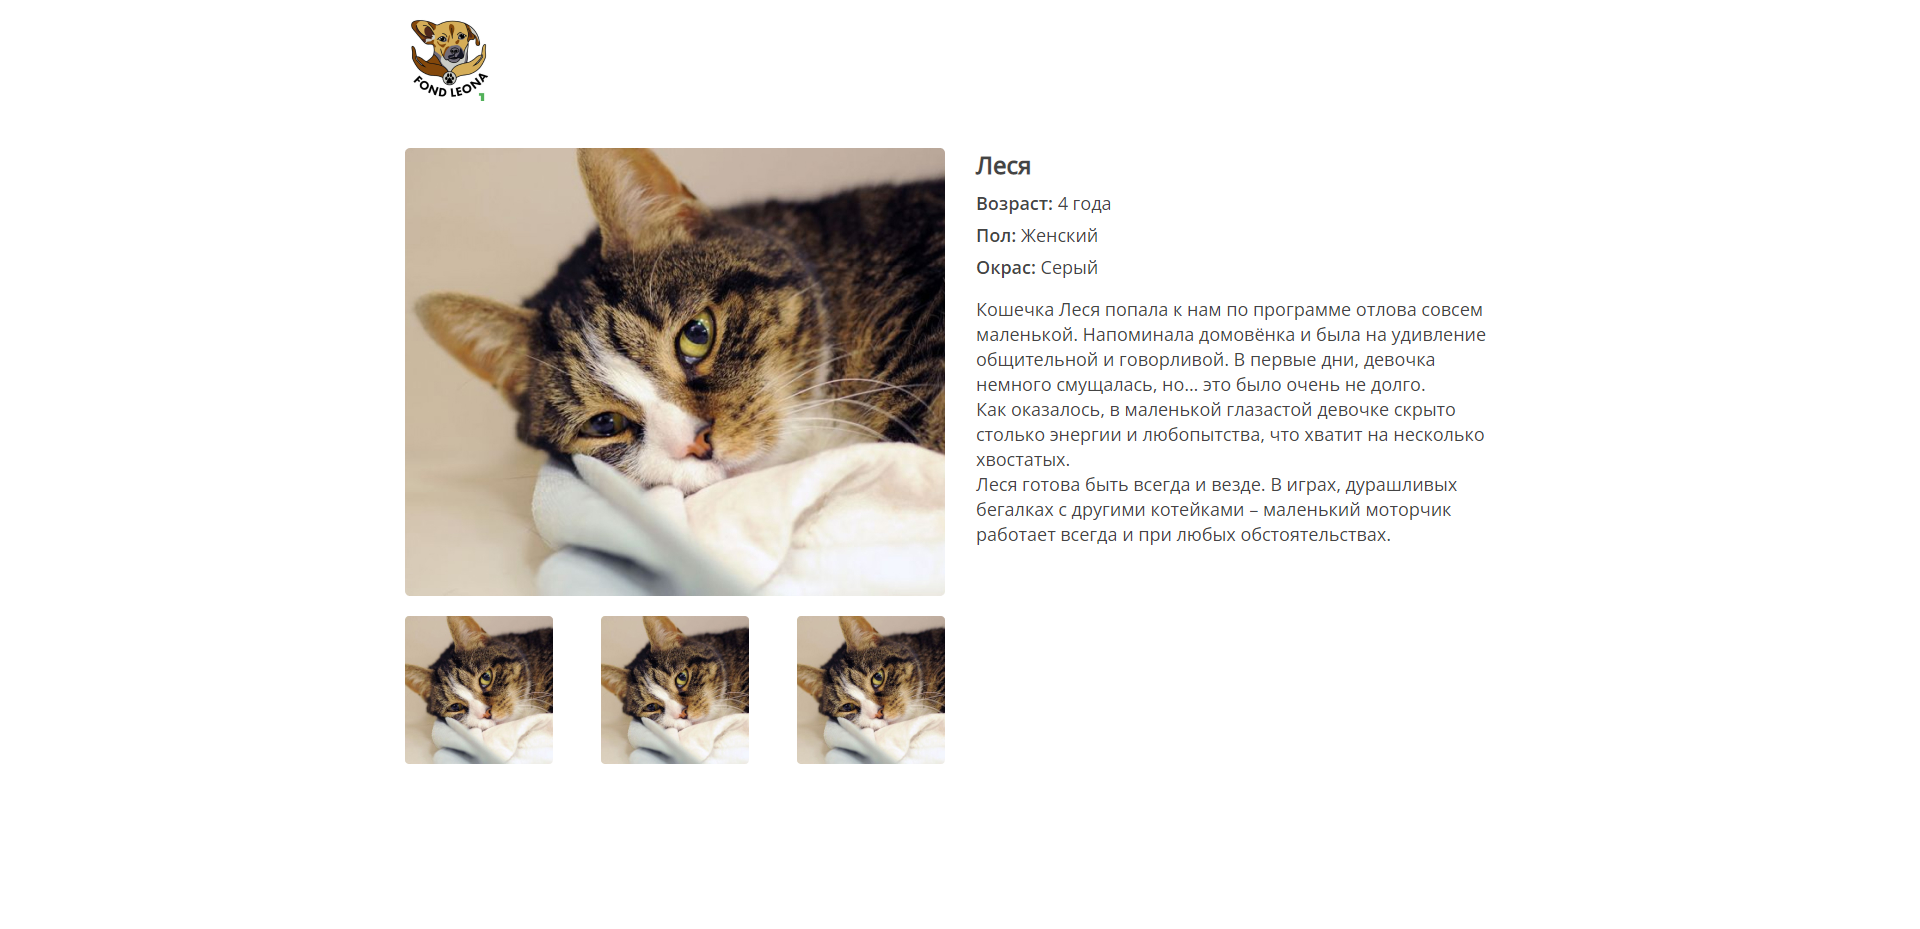 FOND LEONA
1
Леся
Возраст: 4 года
Пол: Женский
Окрас: Серый
Кошечка Леся попала к нам по программе отлова совсем
маленькой. Напоминала домовёнка и была на удивление
общительной и говорливой. В первые дни, девочка
немного смущалась, но... это было очень не долго.
Как оказалось, в маленькой глазастой девочке скрыто
столько энергии и любопытства, что хватит на несколько
хвостатых.
Леся готова быть всегда и везде. В играх, дурашливых
бегалках с другими котейками – маленький моторчик
работает всегда и при любых обстоятельствах.